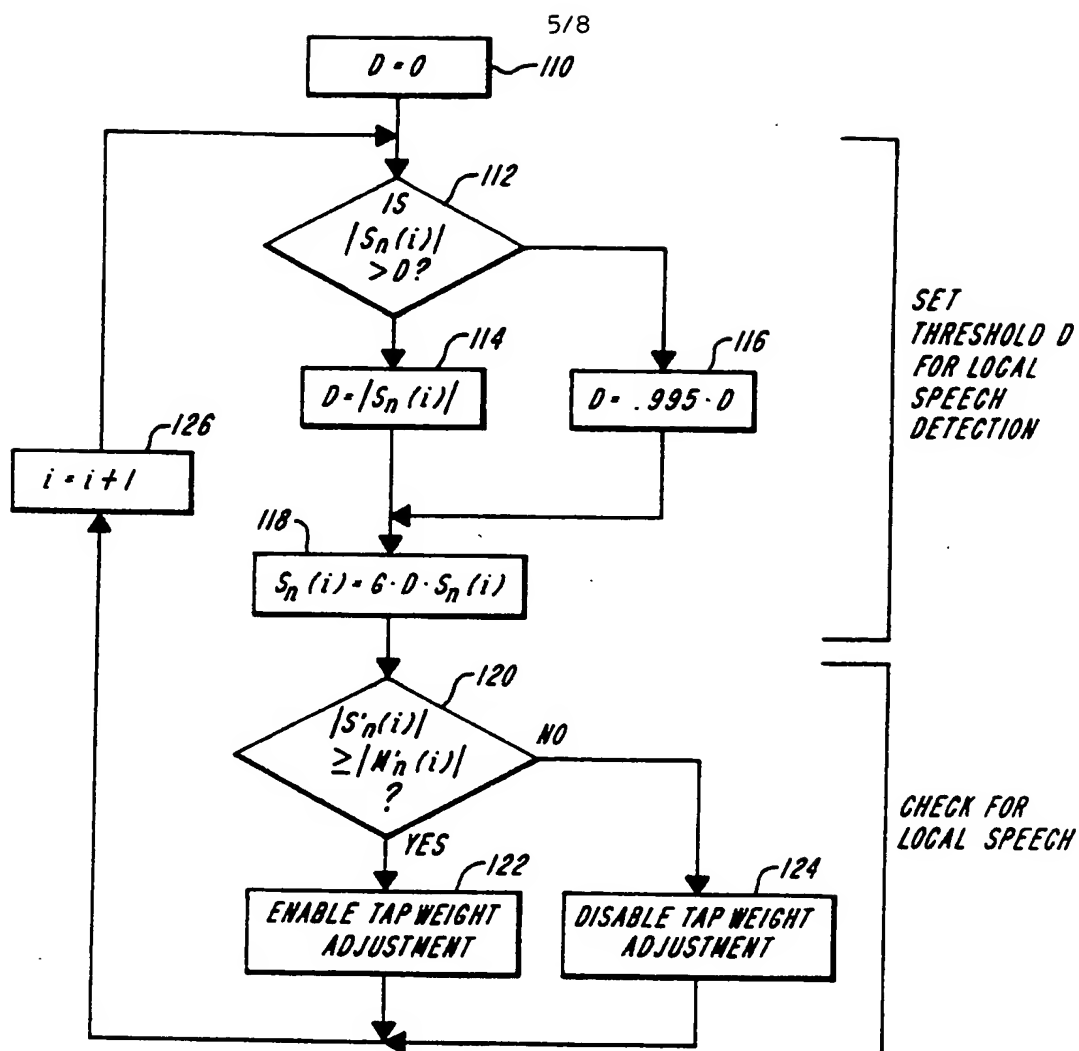 5/8
D = 0
110
112
IS
|Sn(i)|
> D?
114
D = |Sn(i)|
116
D = .995 · D
SET
THRESHOLD D
FOR LOCAL
SPEECH
DETECTION
126
i = i + 1
118
Sn(i) = G · D · Sn(i)
120
|S'n(i)|
≥ |M'n(i)|
?
NO
YES
CHECK FOR
LOCAL SPEECH
122
ENABLE TAP WEIGHT
ADJUSTMENT
124
DISABLE TAP WEIGHT
ADJUSTMENT